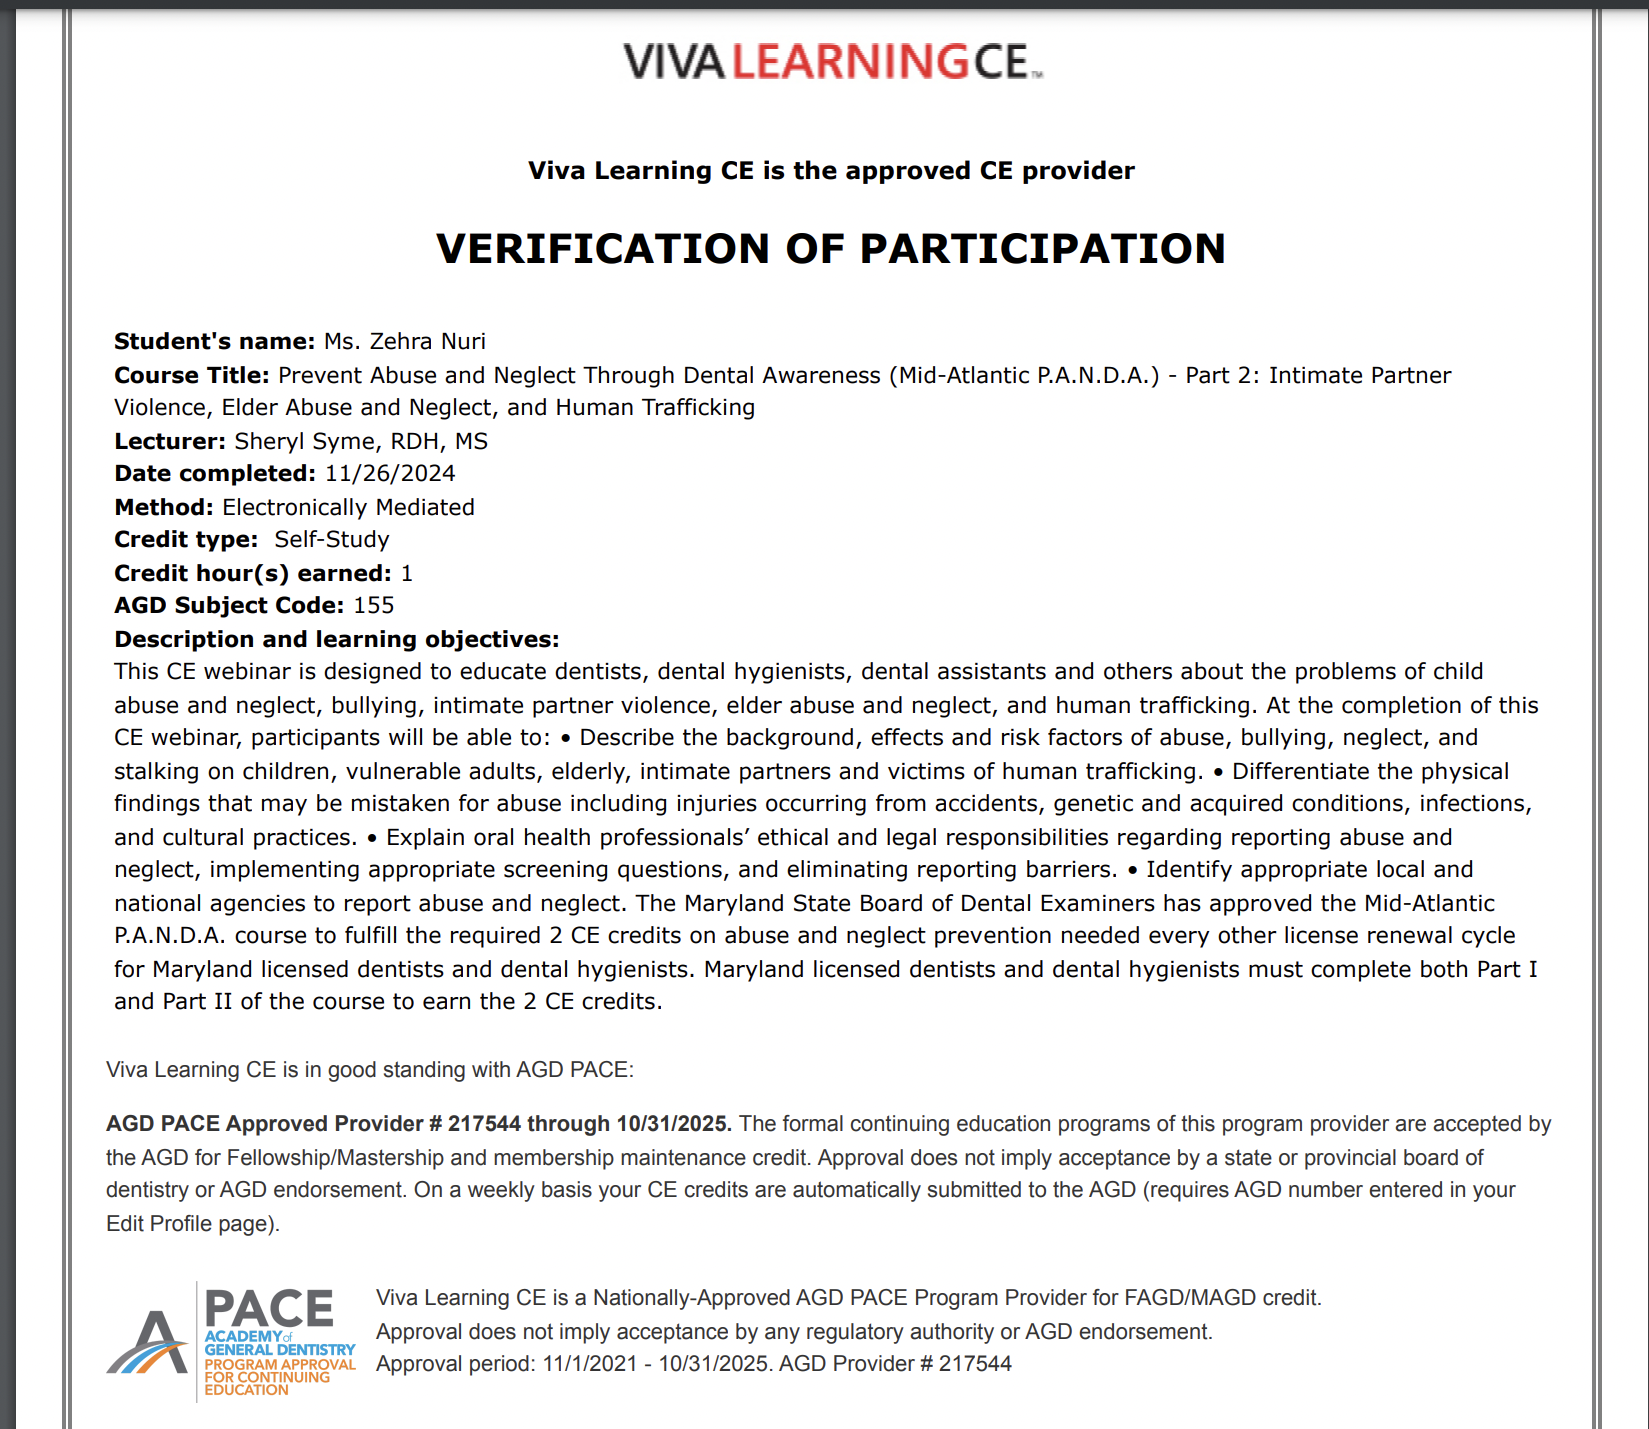 VIVA LEARNING CE™
Viva Learning CE is the approved CE provider
VERIFICATION OF PARTICIPATION
Student's name: Ms. Zehra Nuri
Course Title: Prevent Abuse and Neglect Through Dental Awareness (Mid-Atlantic P.A.N.D.A.) - Part 2: Intimate Partner
Violence, Elder Abuse and Neglect, and Human Trafficking
Lecturer: Sheryl Syme, RDH, MS
Date completed: 11/26/2024
Method: Electronically Mediated
Credit type: Self-Study
Credit hour(s) earned: 1
AGD Subject Code: 155
Description and learning objectives:
This CE webinar is designed to educate dentists, dental hygienists, dental assistants and others about the problems of child
abuse and neglect, bullying, intimate partner violence, elder abuse and neglect, and human trafficking. At the completion of this
CE webinar, participants will be able to: • Describe the background, effects and risk factors of abuse, bullying, neglect, and
stalking on children, vulnerable adults, elderly, intimate partners and victims of human trafficking. • Differentiate the physical
findings that may be mistaken for abuse including injuries occurring from accidents, genetic and acquired conditions, infections,
and cultural practices. • Explain oral health professionals’ ethical and legal responsibilities regarding reporting abuse and
neglect, implementing appropriate screening questions, and eliminating reporting barriers. • Identify appropriate local and
national agencies to report abuse and neglect. The Maryland State Board of Dental Examiners has approved the Mid-Atlantic
P.A.N.D.A. course to fulfill the required 2 CE credits on abuse and neglect prevention needed every other license renewal cycle
for Maryland licensed dentists and dental hygienists. Maryland licensed dentists and dental hygienists must complete both Part I
and Part II of the course to earn the 2 CE credits.
Viva Learning CE is in good standing with AGD PACE:
AGD PACE Approved Provider # 217544 through 10/31/2025. The formal continuing education programs of this program provider are accepted by
the AGD for Fellowship/Mastership and membership maintenance credit. Approval does not imply acceptance by a state or provincial board of
dentistry or AGD endorsement. On a weekly basis your CE credits are automatically submitted to the AGD (requires AGD number entered in your
Edit Profile page).
PACE
ACADEMY of
GENERAL DENTISTRY
PROGRAM APPROVAL
FOR CONTINUING
EDUCATION
Viva Learning CE is a Nationally-Approved AGD PACE Program Provider for FAGD/MAGD credit.
Approval does not imply acceptance by any regulatory authority or AGD endorsement.
Approval period: 11/1/2021 - 10/31/2025. AGD Provider # 217544